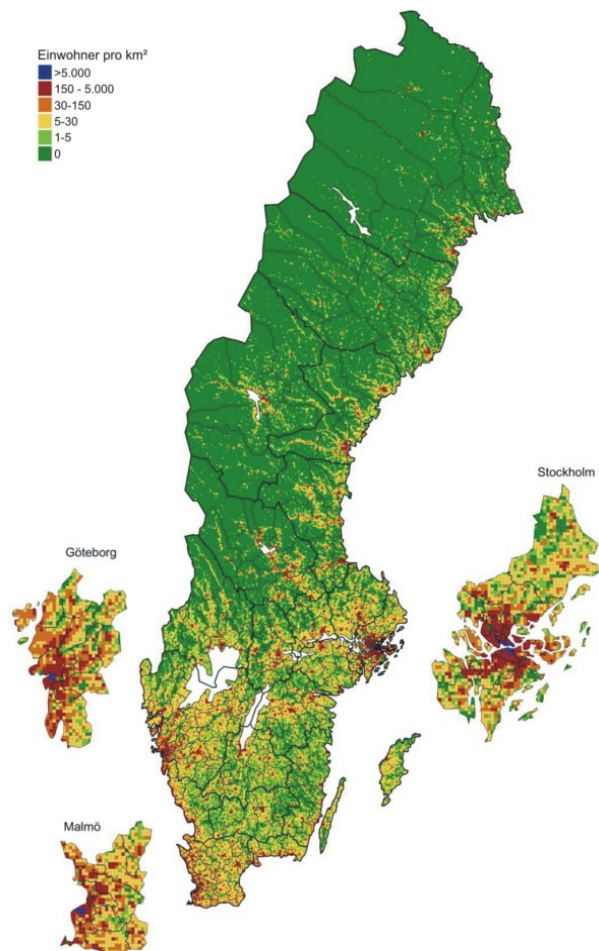 Einwohner pro km²
>5.000
150 - 5.000
30-150
5-30
1-5
0
Stockholm
Göteborg
Malmö